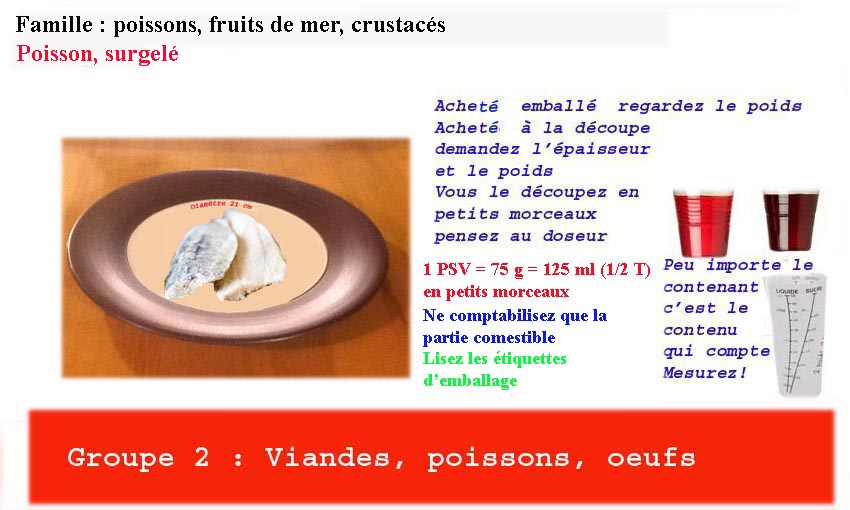 Famille : poissons, fruits de mer, crustacés
Poisson, surgelé
Acheté emballé regardez le poids
Acheté à la découpe
demandez l'épaisseur
et le poids
Vous le découpez en
petits morceaux
pensez au doseur
Diamètre 21 cm
1 PSV = 75 g = 125 ml (1/2 T)
en petits morceaux
Ne comptabilisez que la
partie comestible
Lisez les étiquettes
d'emballage
Peu importe le
contenant
c'est le
contenu
qui compte
Mesurez!
LIQUIDE SUCRE
Groupe 2 : Viandes, poissons, oeufs